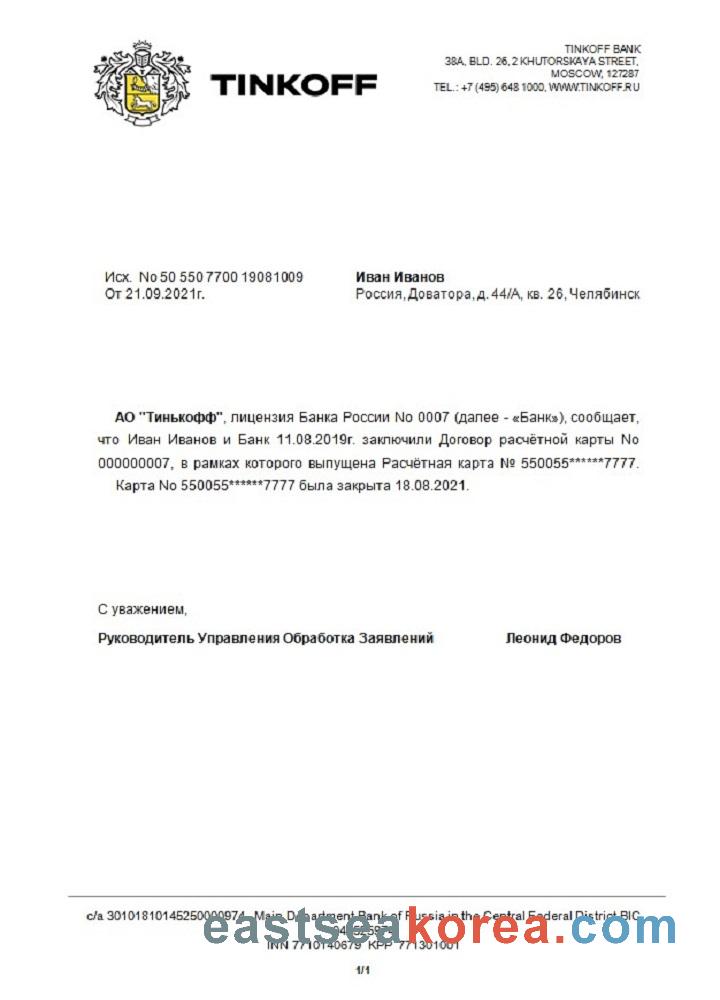 TINKOFF
TINKOFF BANK
38A, BLD. 26, 2 KHUTORSKAYA STREET,
MOSCOW, 127287
TEL.: +7 (495) 648 1000, WWW.TINKOFF.RU
Исх. No 50 550 7700 19081009
От 21.09.2021г.
Иван Иванов
Россия, Доватора, д. 44/А, кв. 26, Челябинск
АО "Тинькофф", лицензия Банка России No 0007 (далее - «Банк»), сообщает,
что Иван Иванов и Банк 11.08.2019г. заключили Договор расчётной карты No
000000007, в рамках которого выпущена Расчётная карта № 550055******7777.
Карта No 550055******7777 была закрыта 18.08.2021.
С уважением,
Руководитель Управления Обработка Заявлений
Леонид Федоров
c/a 30101810145250000974 Main Department Bank of Russia in the Central Federal District BIC
INN 7710140679 KPP 771301001
eastseakorea.com
1/1